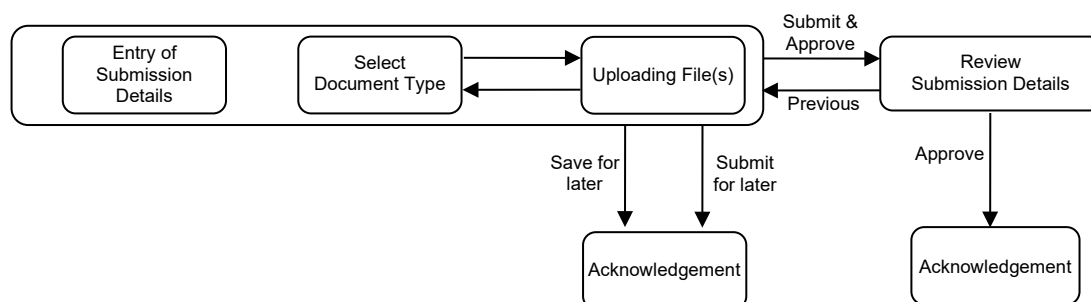 Entry of
Submission
Details
Select
Document Type
Uploading File(s)
Submit &
Approve
Previous
Review
Submission Details
Save for
later
Submit
for later
Approve
Acknowledgement
Acknowledgement